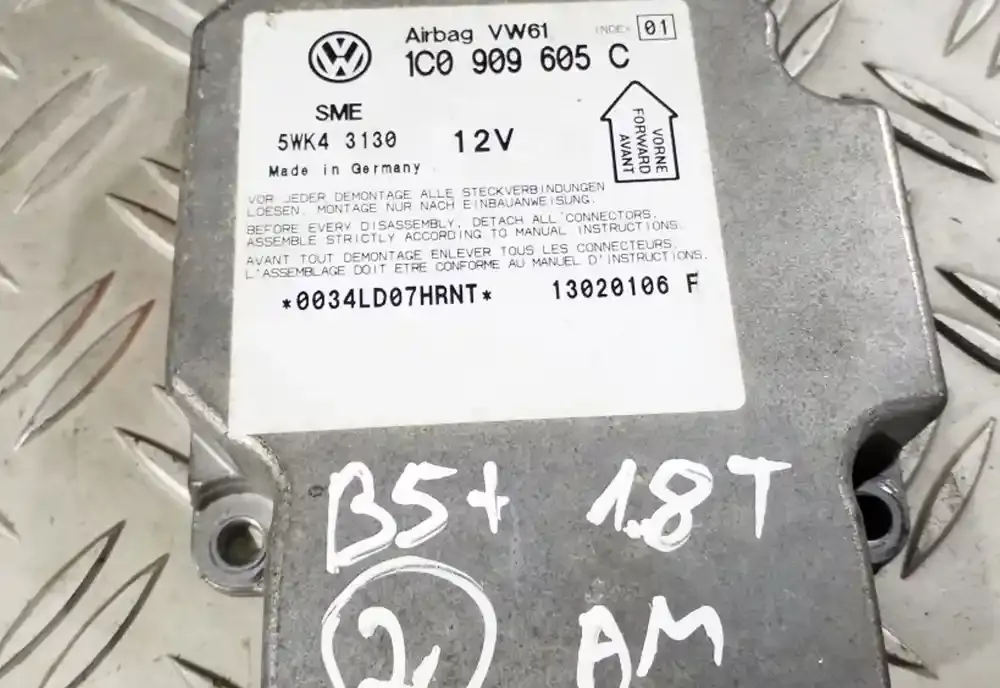 Airbag VW61 INDEX 01
1C0 909 605 C
SME
5WK4 3130 12V
Made in Germany
VORNE
FORWARD
AVANT
VOR JEDER DEMONTAGE ALLE STECKVERBINDUNGEN
LOESEN. MONTAGE NUR NACH EINBAUANWEISUNG.
BEFORE EVERY DISASSEMBLY, DETACH ALL CONNECTORS.
ASSEMBLE STRICTLY ACCORDING TO MANUAL INSTRUCTIONS.
AVANT TOUT DEMONTAGE ENLEVER TOUS LES CONNECTEURS.
L'ASSEMBLAGE DOIT ETRE CONFORME AU MANUEL D'INSTRUCTIONS.
*0034LD07HRNT* 13020106 F
B5+ 1.8T
AM